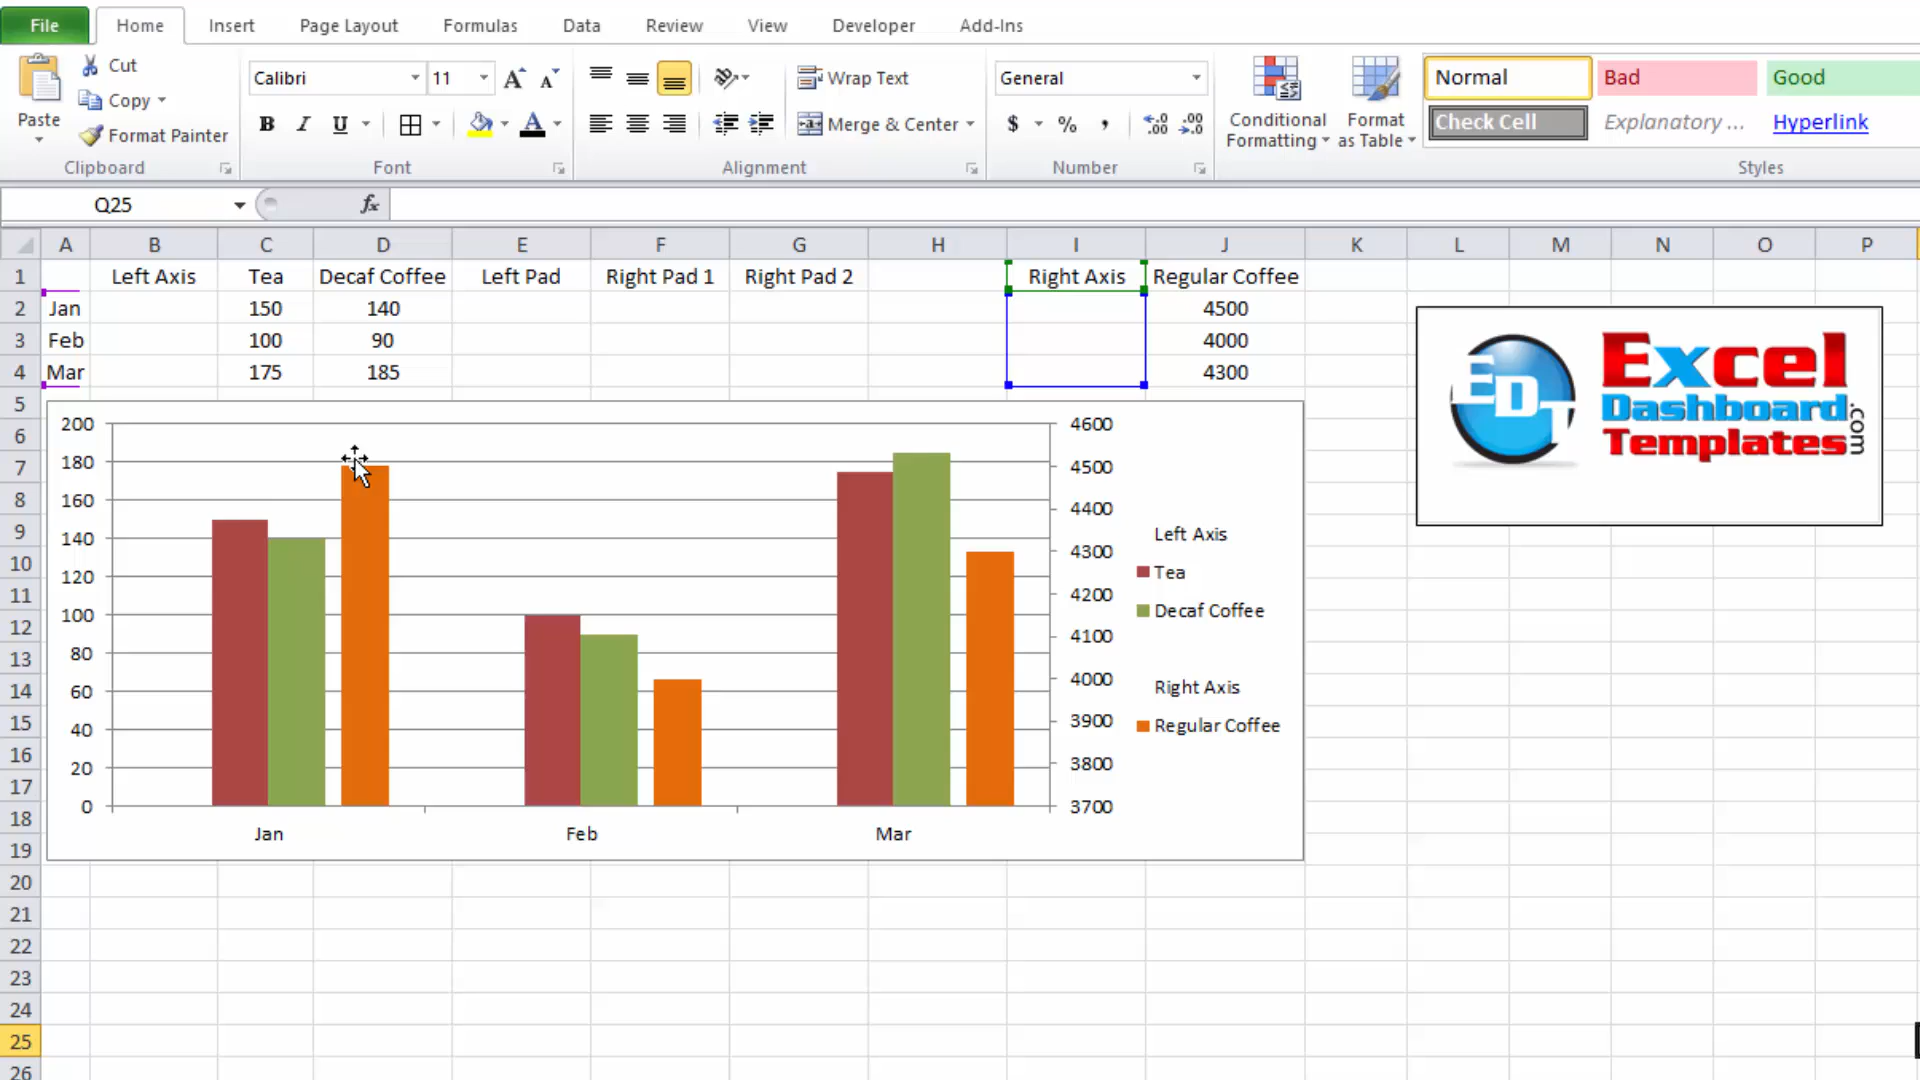 File Home Insert Page Layout Formulas Data Review View Developer Add-Ins
Paste Cut Calibri 11 Wrap Text General Conditional Formatting Format as Table Normal Bad Good
Copy Format Painter B I U A Merge & Center $ % , Check Cell Explanatory ... Hyperlink
Clipboard Font Alignment Number Styles
Q25 fx
A B C D E F G H I J K L M N O P
1 Left Axis Tea Decaf Coffee Left Pad Right Pad 1 Right Pad 2 Right Axis Regular Coffee
2 Jan 150 140 4500
3 Feb 100 90 4000
4 Mar 175 185 4300
5
6
7
8
9
10
11
12
13
14
15
16
17
18
19
20
21
22
23
24
25
26
200
180
160
140
120
100
80
60
40
20
0
Jan Feb Mar
4600
4500
4400
4300
4200
4100
4000
3900
3800
3700
Left Axis
Tea
Decaf Coffee
Right Axis
Regular Coffee
EDT
Excel
Dashboard
Templates
.com